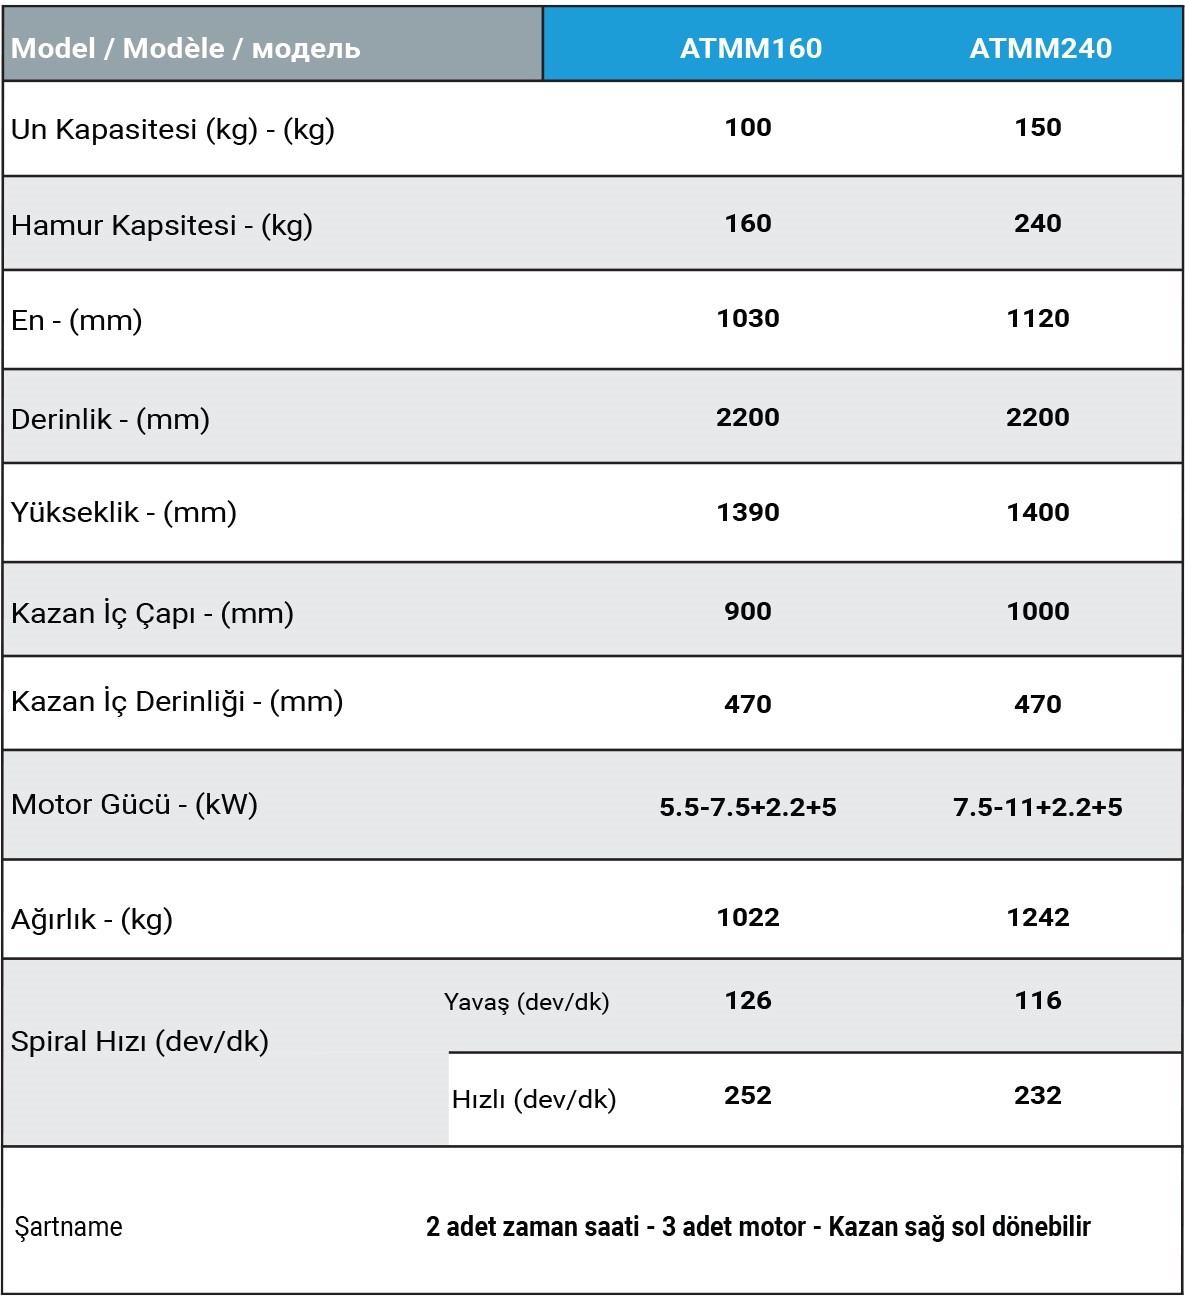 Model / Modèle / модель ATMM160 ATMM240
Un Kapasitesi (kg) - (kg) 100 150
Hamur Kapsitesi - (kg) 160 240
En - (mm) 1030 1120
Derinlik - (mm) 2200 2200
Yükseklik - (mm) 1390 1400
Kazan İç Çapı - (mm) 900 1000
Kazan İç Derinliği - (mm) 470 470
Motor Gücü - (kW) 5.5-7.5+2.2+5 7.5-11+2.2+5
Ağırlık - (kg) 1022 1242
Spiral Hızı (dev/dk) Yavaş (dev/dk) 126 116
Hızlı (dev/dk) 252 232
Şartname 2 adet zaman saati - 3 adet motor - Kazan sağ sol dönebilir